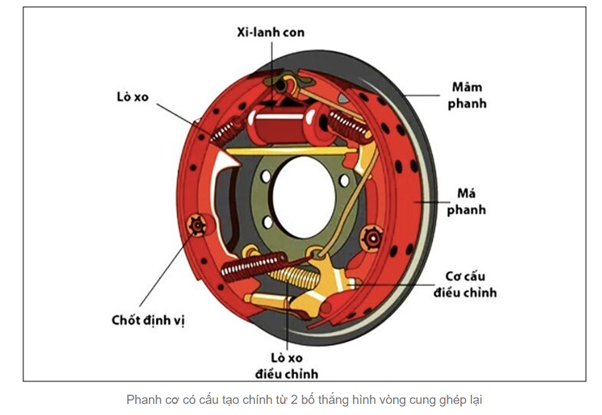 Xi-lanh con
Lò xo
Mâm
phanh
Má
phanh
Cơ cấu
điều chỉnh
Chốt định vị
Lò xo
điều chỉnh
Phanh cơ có cấu tạo chính từ 2 bố thắng hình vòng cung ghép lại